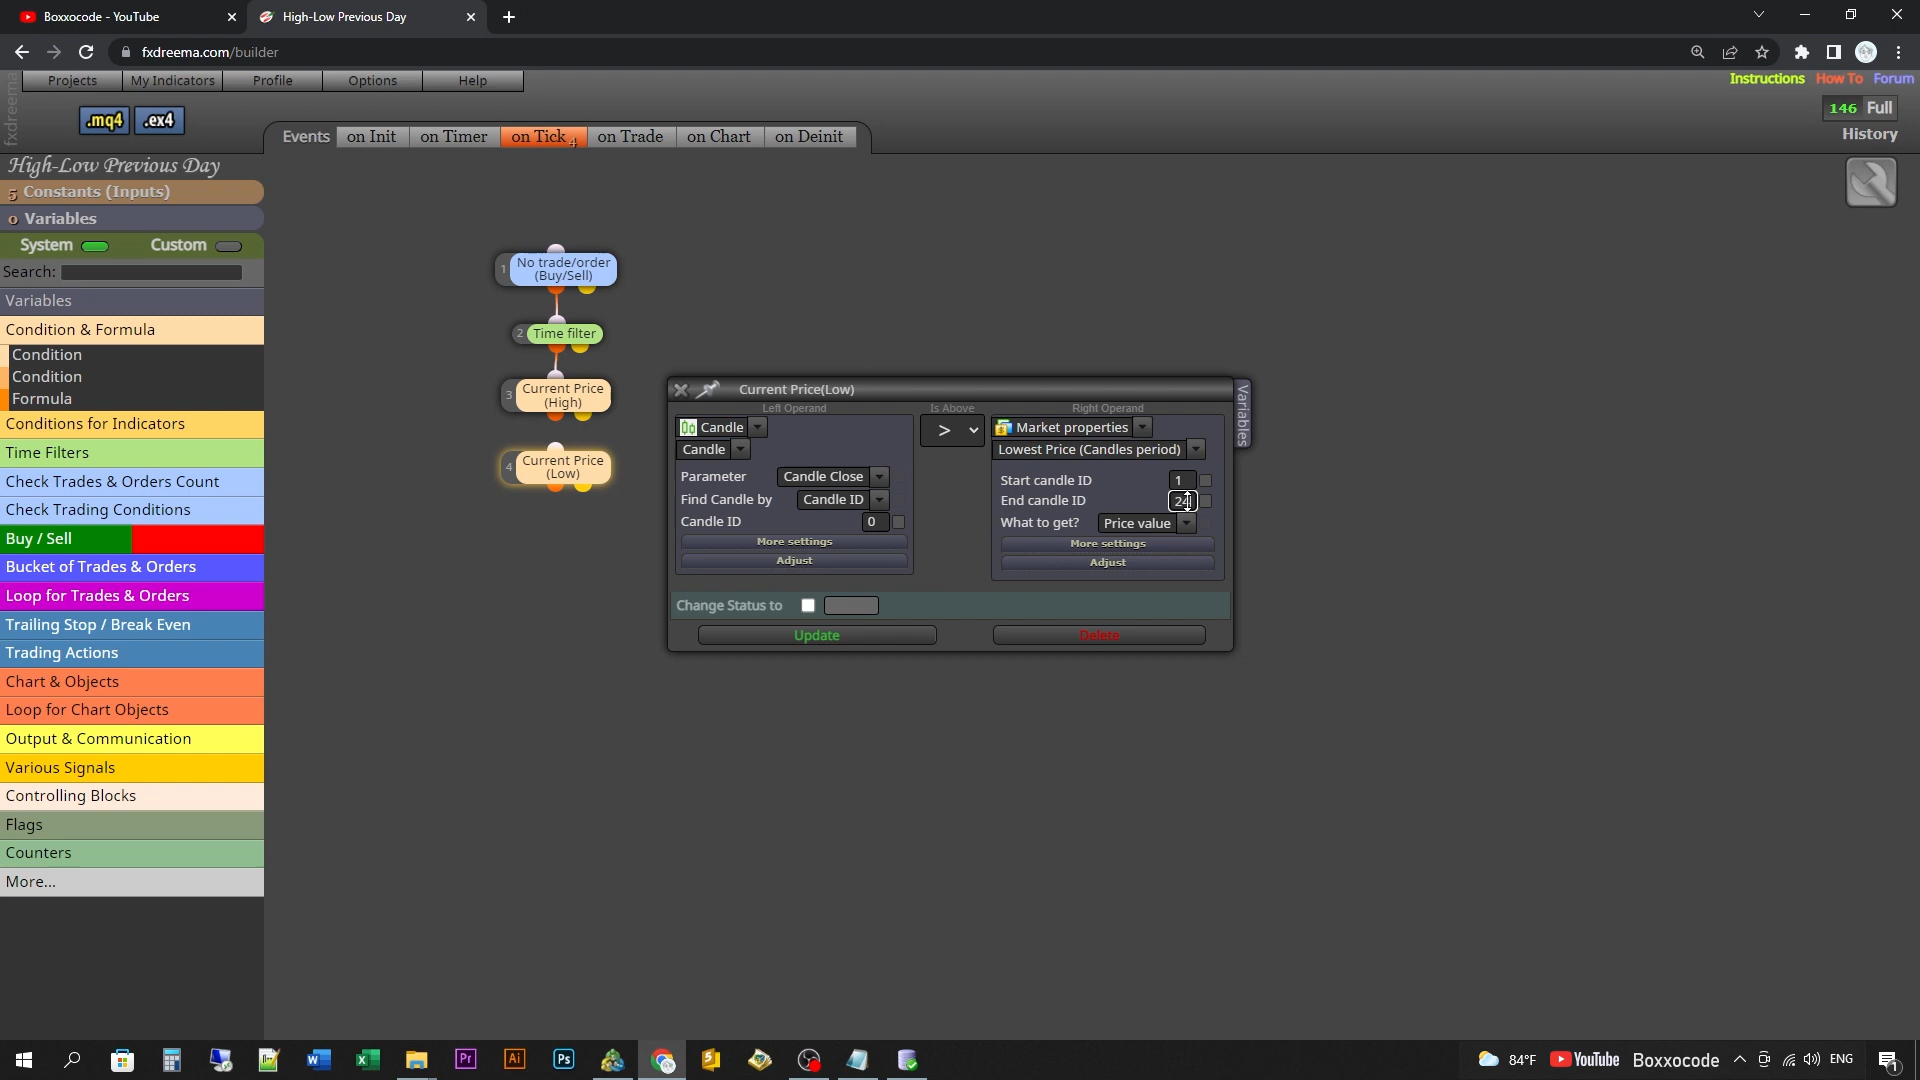 Boxxocode - YouTube
High-Low Previous Day
fxdreema.com/builder
fxdreema
Projects
My Indicators
Profile
Options
Help
Instructions
How To
Forum
.mq4
.ex4
146 Full
History
Events
on Init
on Timer
on Tick 4
on Trade
on Chart
on Deinit
High-Low Previous Day
5 Constants (Inputs)
0 Variables
System
Custom
Search:
Variables
Condition & Formula
Condition
Condition
Formula
Conditions for Indicators
Time Filters
Check Trades & Orders Count
Check Trading Conditions
Buy / Sell
Bucket of Trades & Orders
Loop for Trades & Orders
Trailing Stop / Break Even
Trading Actions
Chart & Objects
Loop for Chart Objects
Output & Communication
Various Signals
Controlling Blocks
Flags
Counters
More...
1
No trade/order
(Buy/Sell)
2
Time filter
3
Current Price
(High)
4
Current Price
(Low)
Current Price(Low)
Left Operand
Is Above
Right Operand
Candle
Candle
Parameter
Candle Close
Find Candle by
Candle ID
Candle ID
0
More settings
Adjust
>
Market properties
Lowest Price (Candles period)
Start candle ID
1
End candle ID
24
What to get?
Price value
More settings
Adjust
Variables
Change Status to
Update
Delete
W
X
Pr
Ai
Ps
5
84°F
YouTube
Boxxocode
ENG
1